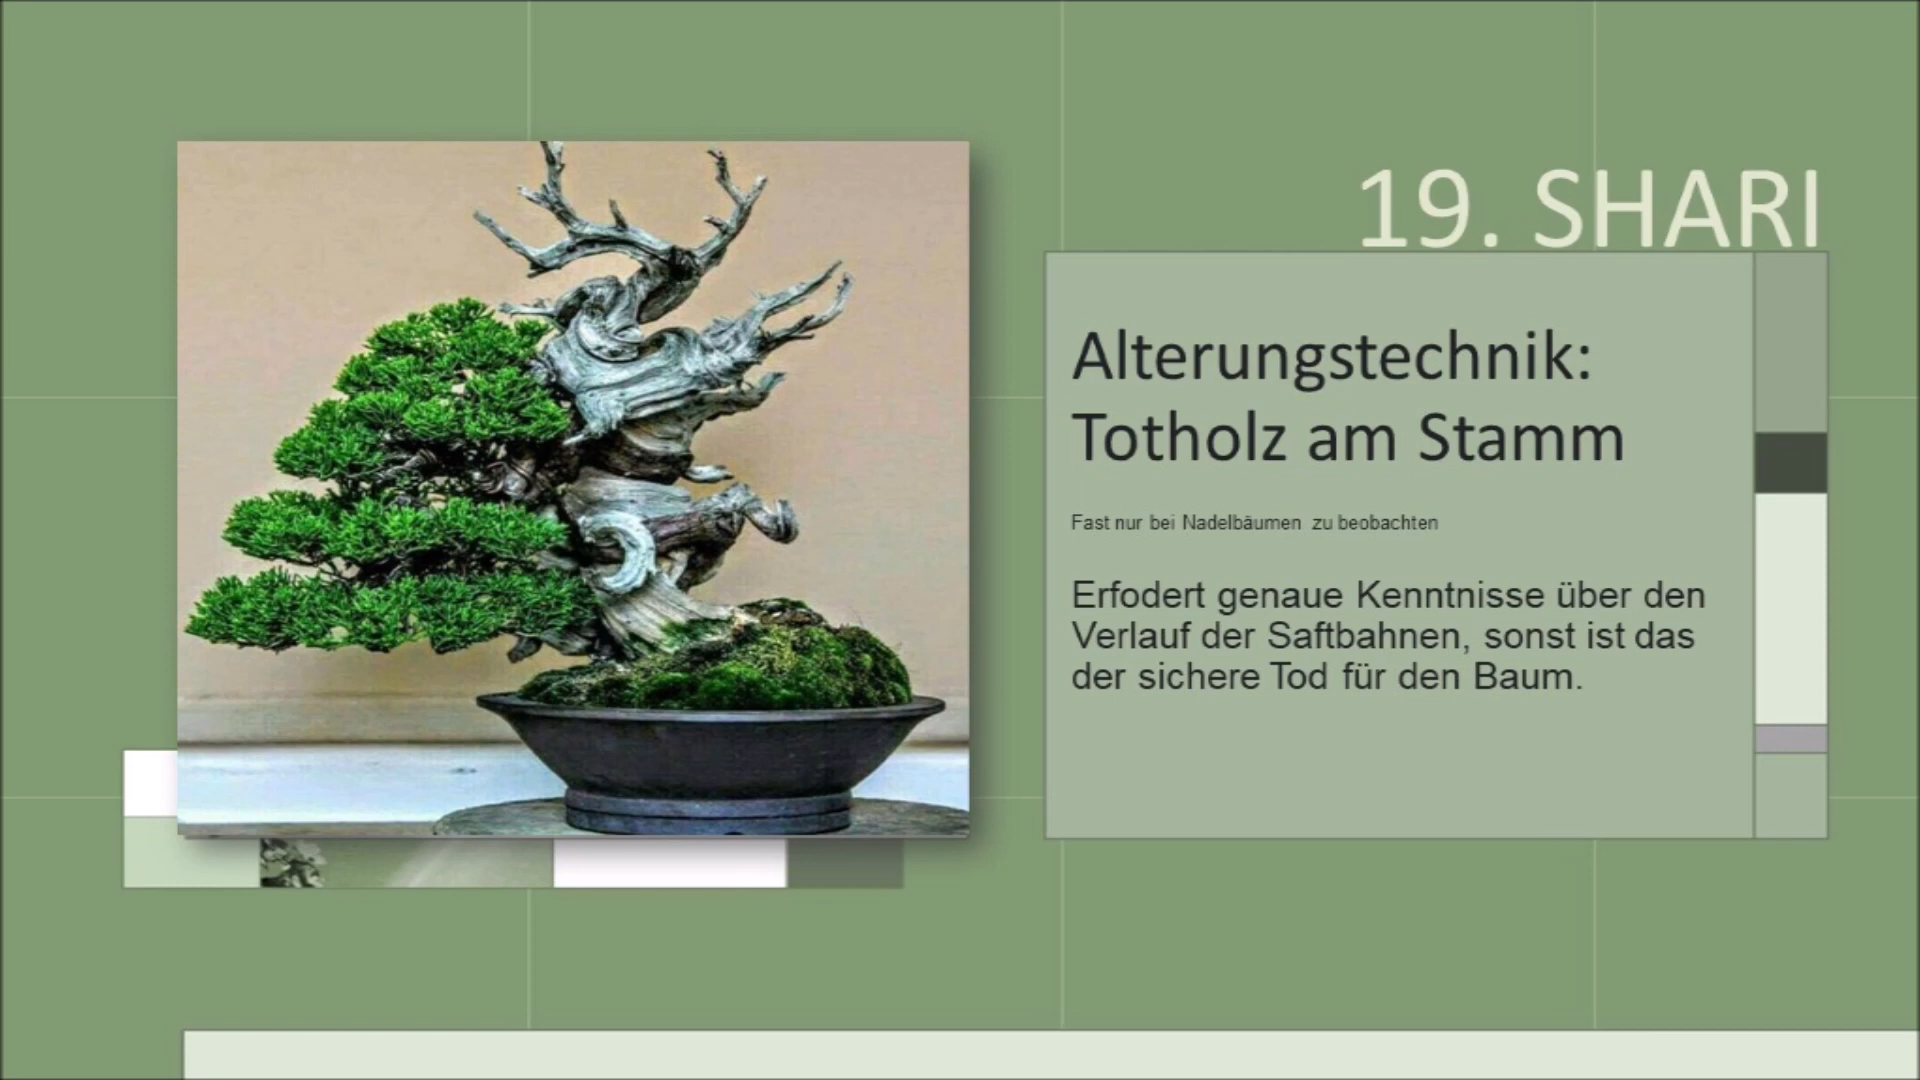 19. SHARI
Alterungstechnik:
Totholz am Stamm
Fast nur bei Nadelbäumen zu beobachten
Erfodert genaue Kenntnisse über den
Verlauf der Saftbahnen, sonst ist das
der sichere Tod für den Baum.